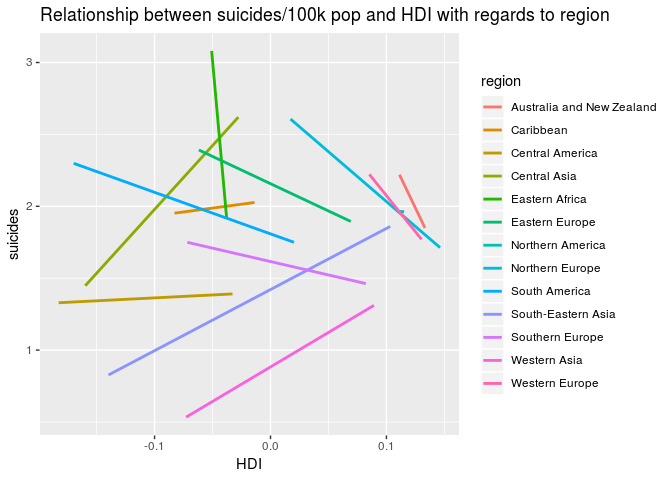 Relationship between suicides/100k pop and HDI with regards to region
3
2
1
suicides
-0.1
0.0
0.1
HDI
region
Australia and New Zealand
Caribbean
Central America
Central Asia
Eastern Africa
Eastern Europe
Northern America
Northern Europe
South America
South-Eastern Asia
Southern Europe
Western Asia
Western Europe